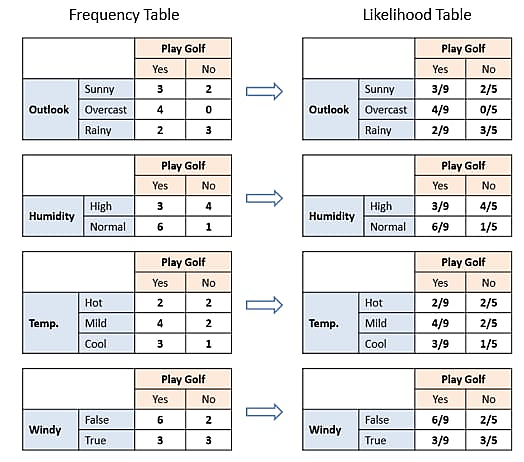 Frequency Table
Likelihood Table
Play Golf
Yes No
Outlook
Sunny 3 2
Overcast 4 0
Rainy 2 3
Play Golf
Yes No
Outlook
Sunny 3/9 2/5
Overcast 4/9 0/5
Rainy 2/9 3/5
Play Golf
Yes No
Humidity
High 3 4
Normal 6 1
Play Golf
Yes No
Humidity
High 3/9 4/5
Normal 6/9 1/5
Play Golf
Yes No
Temp.
Hot 2 2
Mild 4 2
Cool 3 1
Play Golf
Yes No
Temp.
Hot 2/9 2/5
Mild 4/9 2/5
Cool 3/9 1/5
Play Golf
Yes No
Windy
False 6 2
True 3 3
Play Golf
Yes No
Windy
False 6/9 2/5
True 3/9 3/5